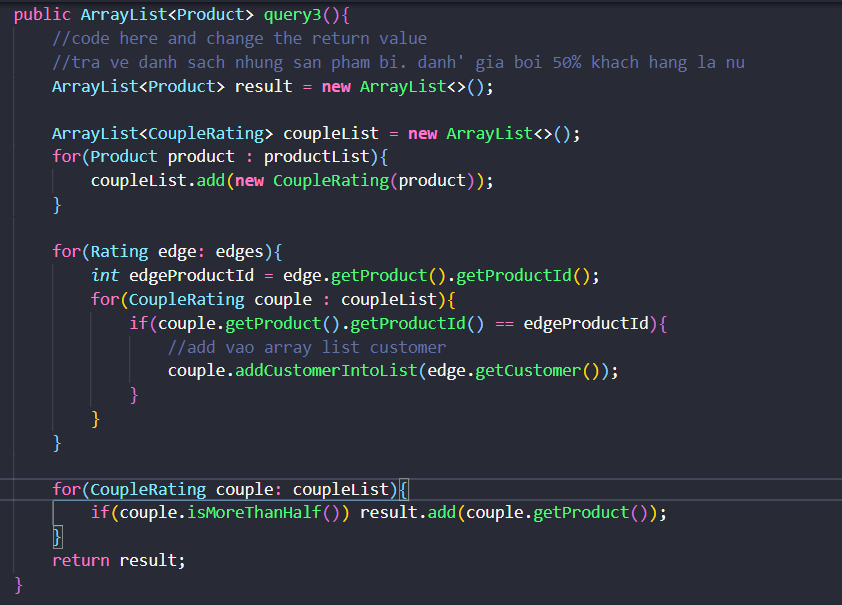 public ArrayList<Product> query3(){
//code here and change the return value
//tra ve danh sach nhung san pham bi. danh' gia boi 50% khach hang la nu
ArrayList<Product> result = new ArrayList<>();
ArrayList<CoupleRating> coupleList = new ArrayList<>();
for(Product product : productList){
coupleList.add(new CoupleRating(product));
}
for(Rating edge: edges){
int edgeProductId = edge.getProduct().getProductId();
for(CoupleRating couple : coupleList){
if(couple.getProduct().getProductId() == edgeProductId){
//add vao array list customer
couple.addCustomerIntoList(edge.getCustomer());
}
}
}
for(CoupleRating couple: coupleList){
if(couple.isMoreThanHalf()) result.add(couple.getProduct());
}
return result;
}